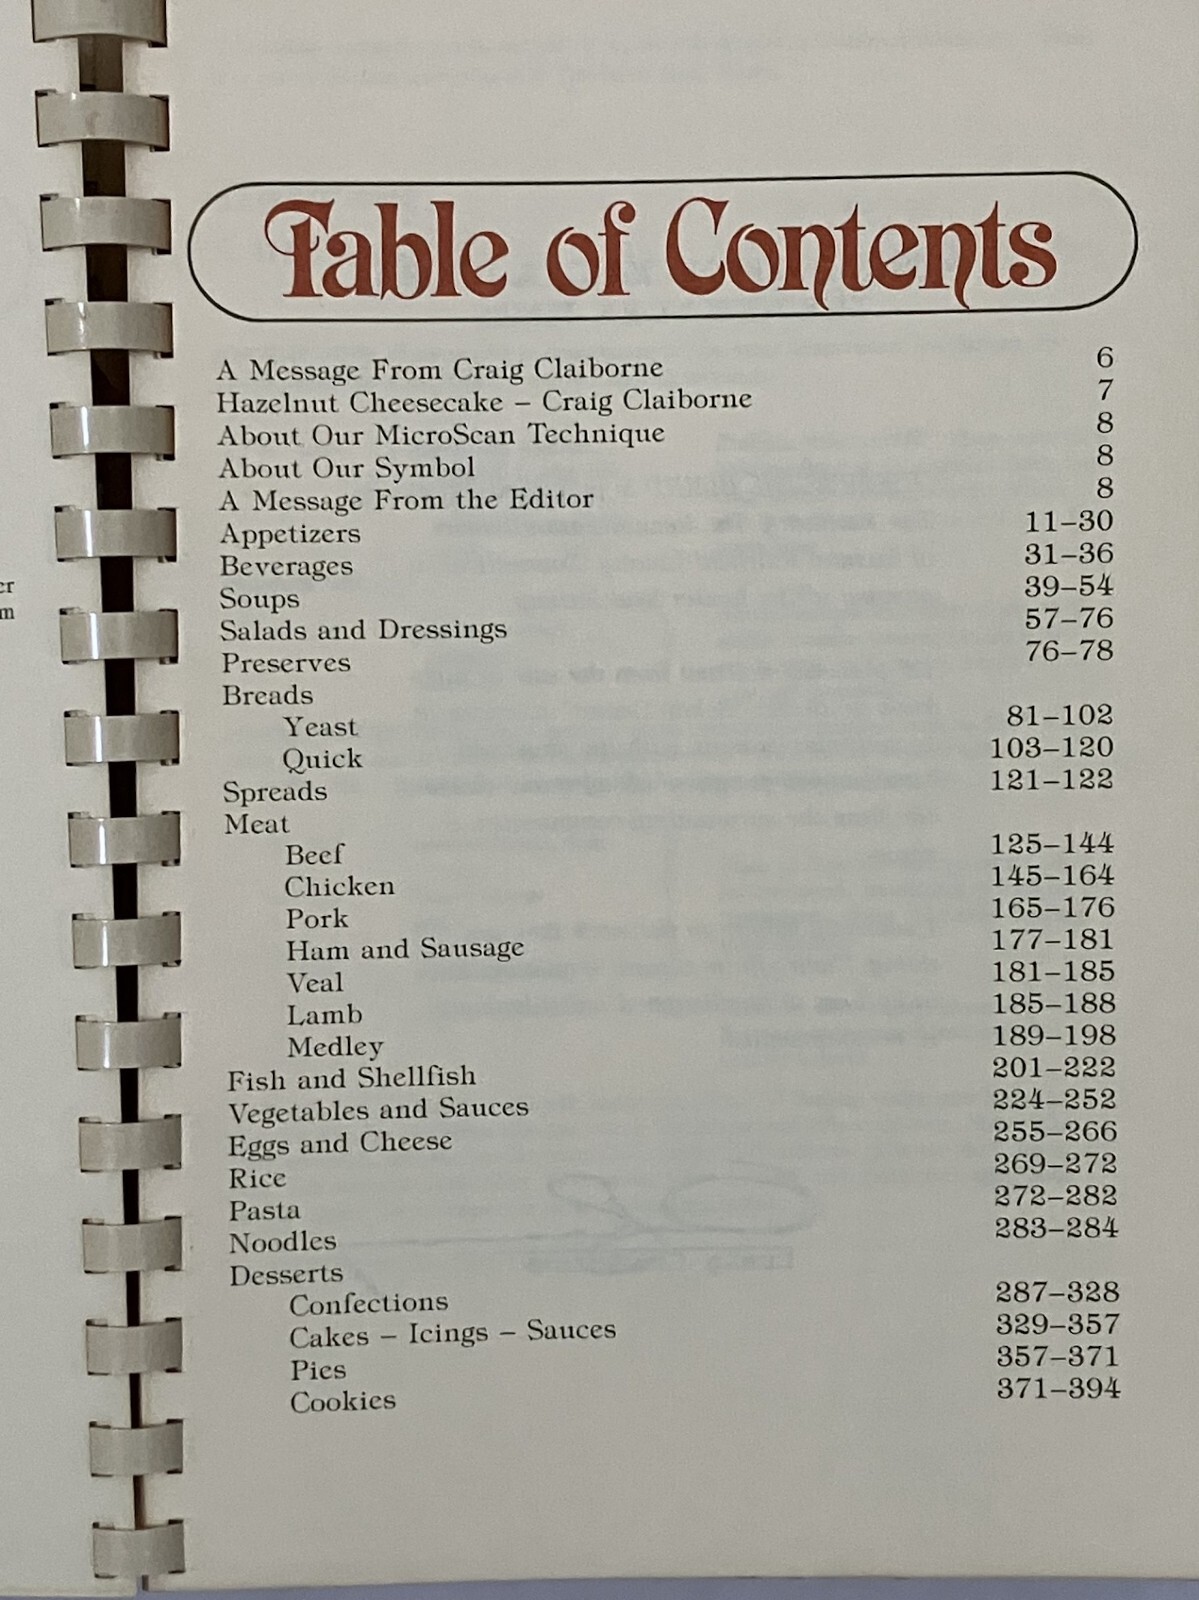 er
m
Table of Contents
A Message From Craig Claiborne 6
Hazelnut Cheesecake – Craig Claiborne 7
About Our MicroScan Technique 8
About Our Symbol 8
A Message From the Editor 8
Appetizers 11–30
Beverages 31–36
Soups 39–54
Salads and Dressings 57–76
Preserves 76–78
Breads
Yeast 81–102
Quick 103–120
Spreads 121–122
Meat
Beef 125–144
Chicken 145–164
Pork 165–176
Ham and Sausage 177–181
Veal 181–185
Lamb 185–188
Medley 189–198
Fish and Shellfish 201–222
Vegetables and Sauces 224–252
Eggs and Cheese 255–266
Rice 269–272
Pasta 272–282
Noodles 283–284
Desserts
Confections 287–328
Cakes – Icings – Sauces 329–357
Pies 357–371
Cookies 371–394